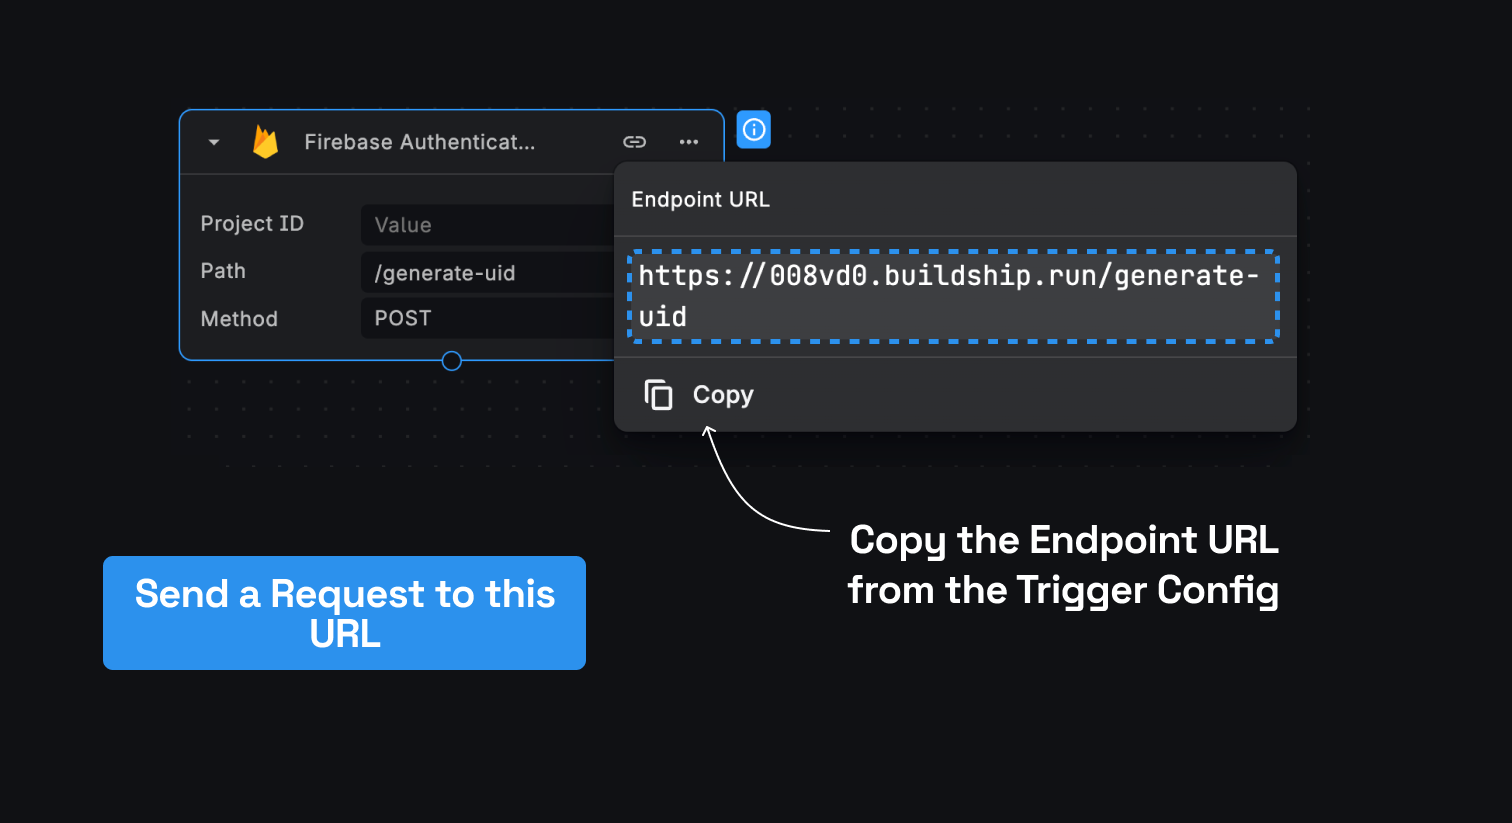 Firebase Authenticat...
Endpoint URL
Project ID
Value
https://008vd0.buildship.run/generate-
uid
Path
/generate-uid
Method
POST
Copy
Copy the Endpoint URL
from the Trigger Config
Send a Request to this
URL